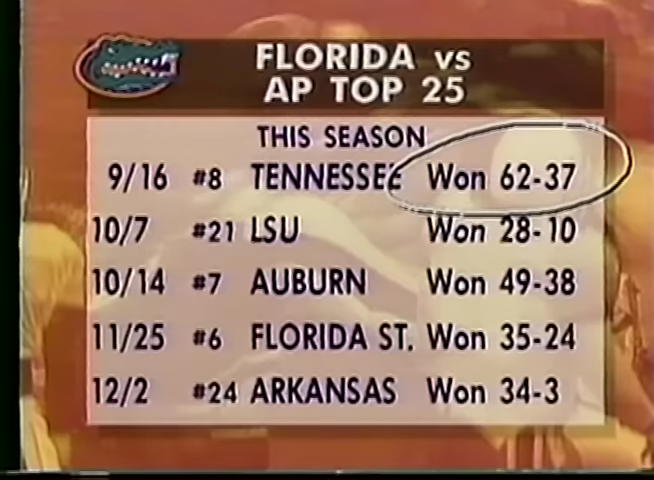 FLORIDA vs
AP TOP 25
THIS SEASON
9/16 #8 TENNESSEE Won 62-37
10/7 #21 LSU Won 28-10
10/14 #7 AUBURN Won 49-38
11/25 #6 FLORIDA ST. Won 35-24
12/2 #24 ARKANSAS Won 34-3